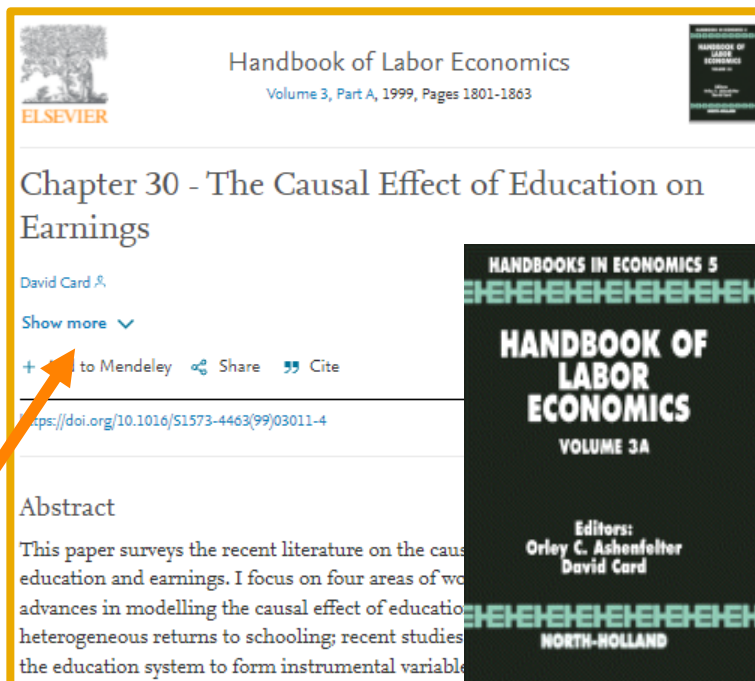 ELSEVIER
Handbook of Labor Economics
Volume 3, Part A, 1999, Pages 1801-1863
HANDBOOK OF
LABOR
ECONOMICS
Chapter 30 - The Causal Effect of Education on
Earnings
David Card
Show more
+ to Mendeley Share Cite
https://doi.org/10.1016/S1573-4463(99)03011-4
Abstract
This paper surveys the recent literature on the caus
education and earnings. I focus on four areas of wo
advances in modelling the causal effect of educatio
heterogeneous returns to schooling; recent studies
the education system to form instrumental variable
HANDBOOKS IN ECONOMICS 5
HANDBOOK OF
LABOR
ECONOMICS
VOLUME 3A
Editors:
Orley C. Ashenfelter
David Card
NORTH-HOLLAND